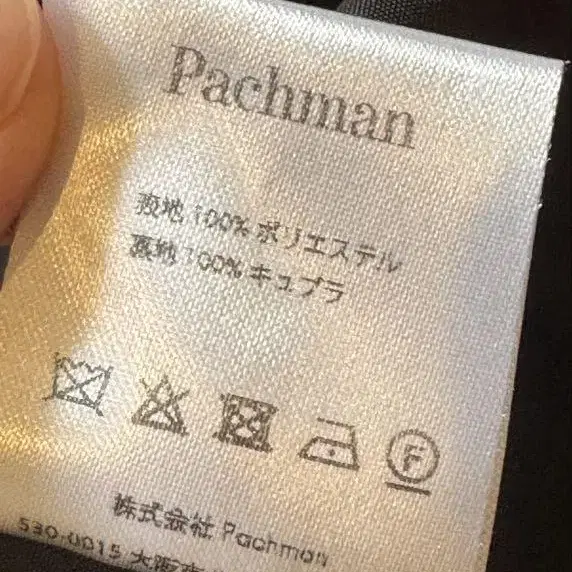 Pachman
表地 100% ポリエステル
裏地 100% キュプラ
F
株式会社 Pachman
530-0015 大阪市